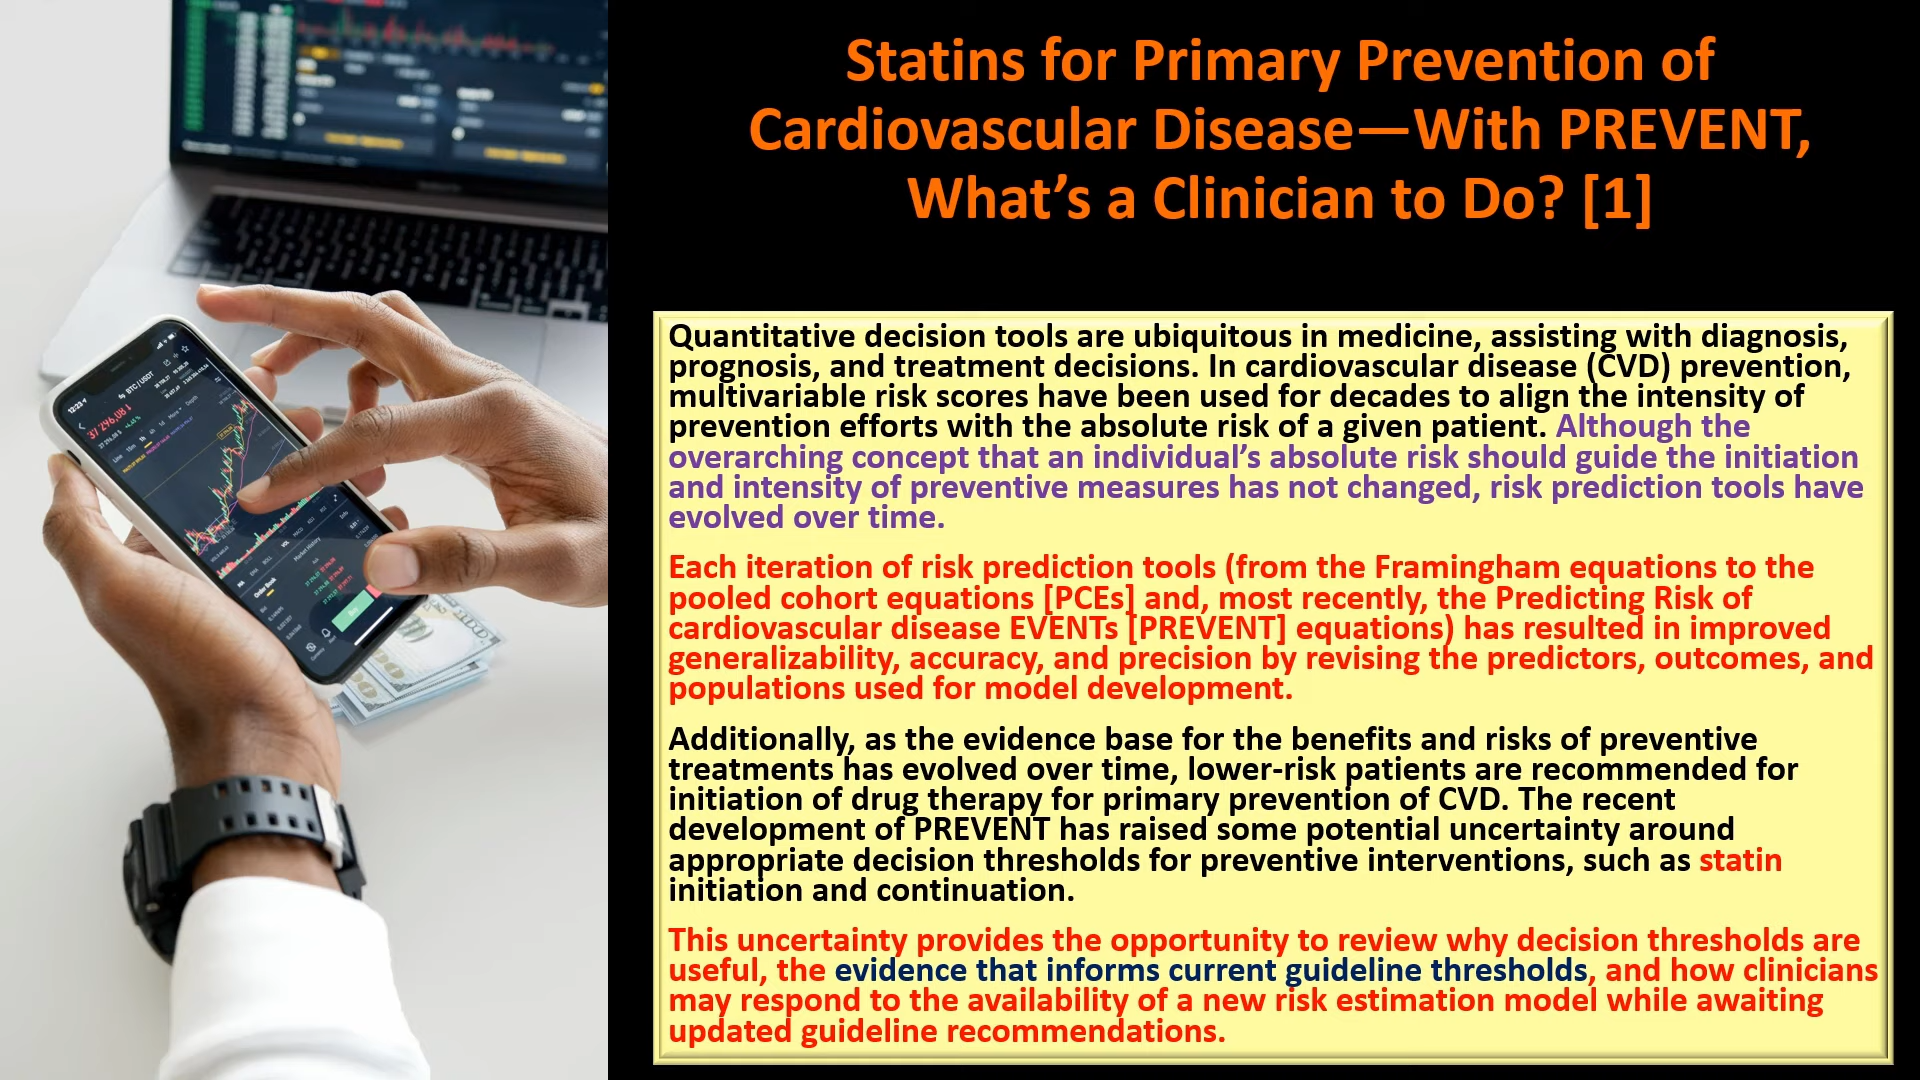 Statins for Primary Prevention of
Cardiovascular Disease—With PREVENT,
What’s a Clinician to Do? [1]
Quantitative decision tools are ubiquitous in medicine, assisting with diagnosis,
prognosis, and treatment decisions. In cardiovascular disease (CVD) prevention,
multivariable risk scores have been used for decades to align the intensity of
prevention efforts with the absolute risk of a given patient. Although the
overarching concept that an individual’s absolute risk should guide the initiation
and intensity of preventive measures has not changed, risk prediction tools have
evolved over time.
Each iteration of risk prediction tools (from the Framingham equations to the
pooled cohort equations [PCEs] and, most recently, the Predicting Risk of
cardiovascular disease EVENTs [PREVENT] equations) has resulted in improved
generalizability, accuracy, and precision by revising the predictors, outcomes, and
populations used for model development.
Additionally, as the evidence base for the benefits and risks of preventive
treatments has evolved over time, lower-risk patients are recommended for
initiation of drug therapy for primary prevention of CVD. The recent
development of PREVENT has raised some potential uncertainty around
appropriate decision thresholds for preventive interventions, such as statin
initiation and continuation.
This uncertainty provides the opportunity to review why decision thresholds are
useful, the evidence that informs current guideline thresholds, and how clinicians
may respond to the availability of a new risk estimation model while awaiting
updated guideline recommendations.
12:23
BTC/USDT
37 296,08
Buy